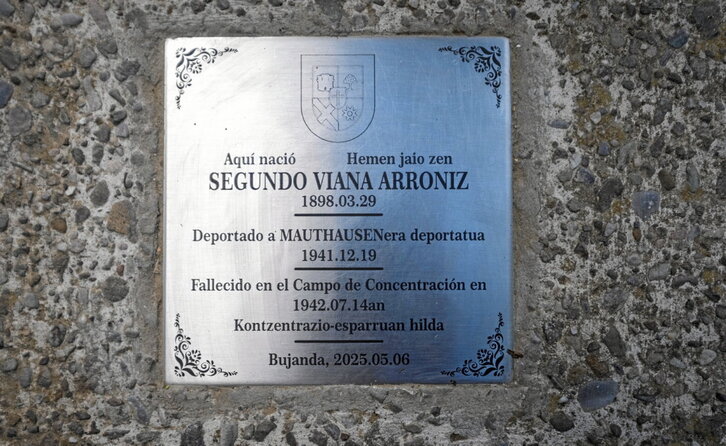 Aquí nació Hemen jaio zen
SEGUNDO VIANA ARRONIZ
1898.03.29
Deportado a MAUTHAUSENera deportatua
1941.12.19
Fallecido en el Campo de Concentración en
1942.07.14an
Kontzentrazio-esparruan hilda
Bujanda, 2025.05.06